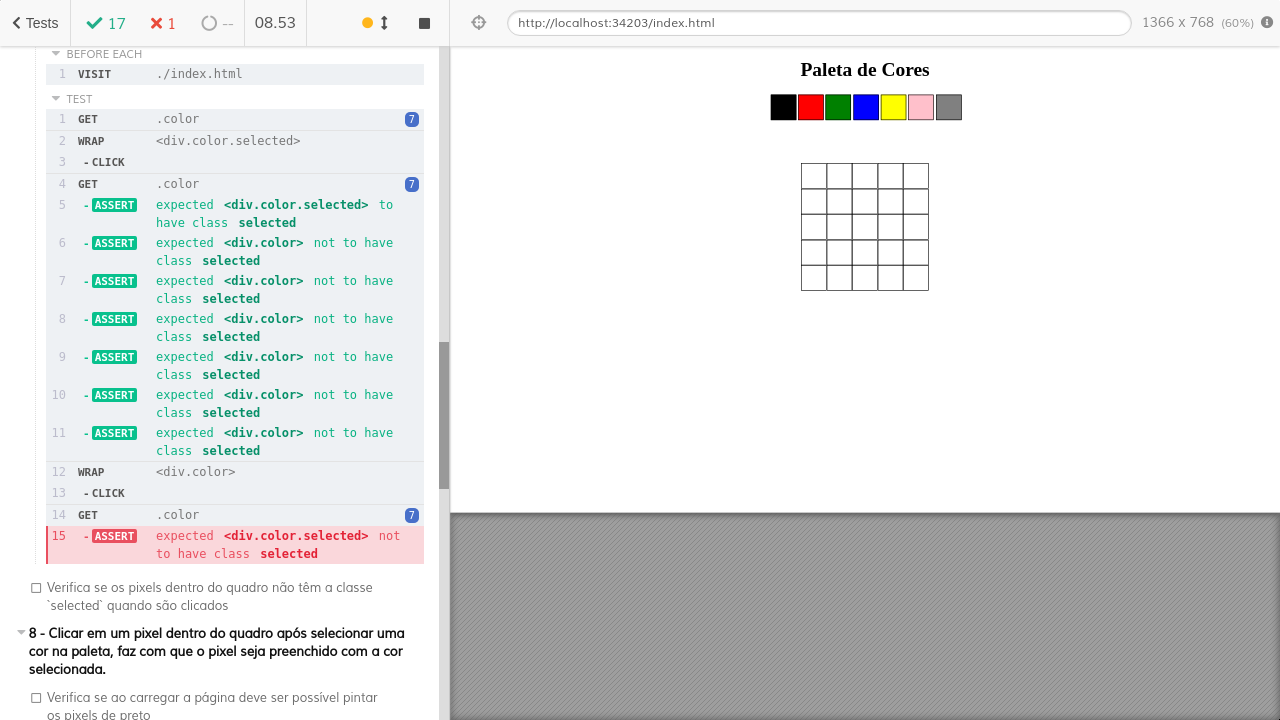 Tests
17
1
--
08.53
http://localhost:34203/index.html
1366 x 768 (60%)
BEFORE EACH
1 VISIT ./index.html
TEST
1 GET .color 7
2 WRAP <div.color.selected>
3 -CLICK
4 GET .color 7
5 -ASSERT expected <div.color.selected> to
have class selected
6 -ASSERT expected <div.color> not to have
class selected
7 -ASSERT expected <div.color> not to have
class selected
8 -ASSERT expected <div.color> not to have
class selected
9 -ASSERT expected <div.color> not to have
class selected
10 -ASSERT expected <div.color> not to have
class selected
11 -ASSERT expected <div.color> not to have
class selected
12 WRAP <div.color>
13 -CLICK
14 GET .color 7
15 -ASSERT expected <div.color.selected> not
to have class selected
Verifica se os pixels dentro do quadro não têm a classe
`selected` quando são clicados
8 - Clicar em um pixel dentro do quadro após selecionar uma
cor na paleta, faz com que o pixel seja preenchido com a cor
selecionada.
Verifica se ao carregar a página deve ser possível pintar
os pixels de preto
Paleta de Cores